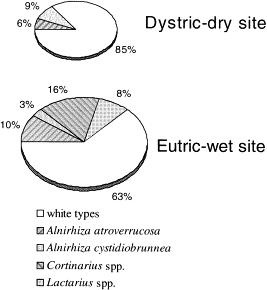 9%
Dystric-dry site
6%
85%
16%
8%
3%
10%
Eutric-wet site
63%
white types
Alnirhiza atroverrucosa
Alnirhiza cystidiobrunnea
Cortinarius spp.
Lactarius spp.